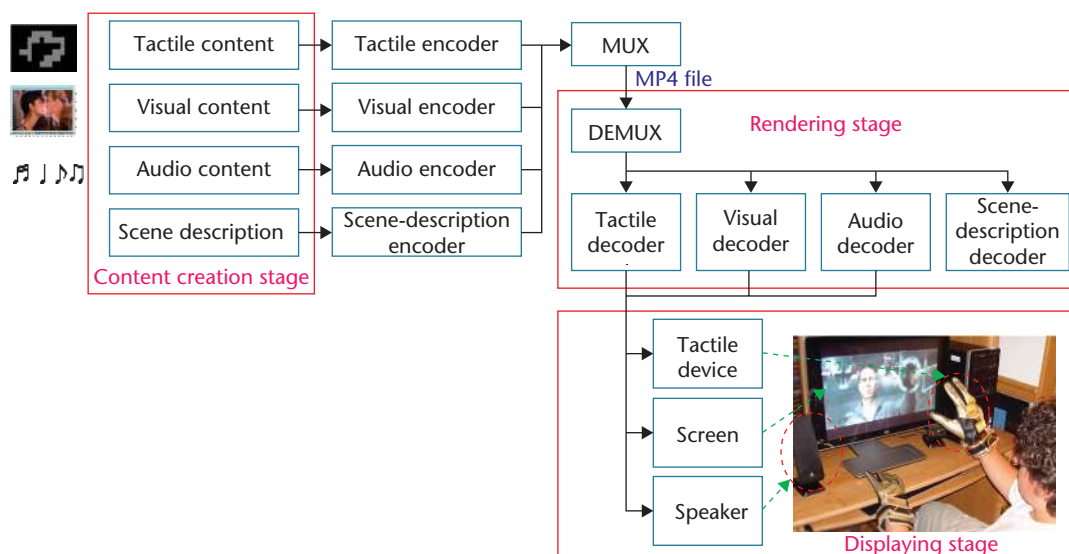 Tactile content
Tactile encoder
MUX
MP4 file
Visual content
Visual encoder
DEMUX
Rendering stage
Audio content
Audio encoder
Tactile
decoder
Visual
decoder
Audio
decoder
Scene-
description
decoder
Scene description
Scene-description
encoder
Content creation stage
Tactile
device
Screen
Speaker
Displaying stage